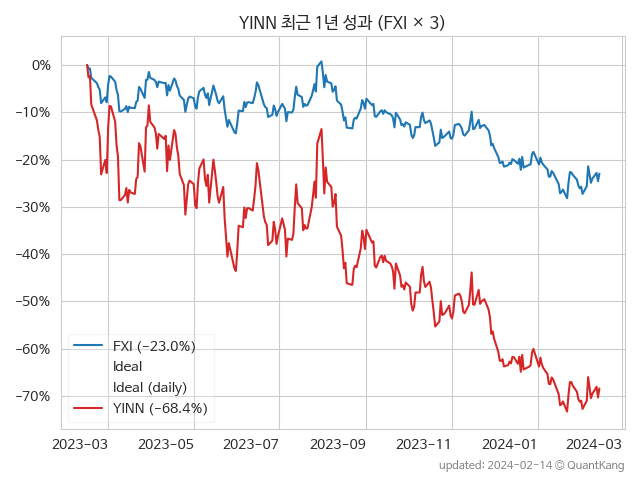 YINN 최근 1년 성과 (FXI × 3)
0%
−10%
−20%
−30%
−40%
−50%
−60%
−70%
FXI (−23.0%)
Ideal
Ideal (daily)
YINN (−68.4%)
2023−03 2023−05 2023−07 2023−09 2023−11 2024−01 2024−03
updated: 2024−02−14 © QuantKang